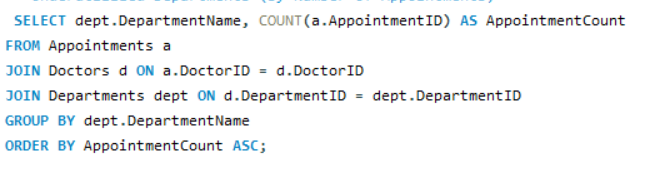 SELECT dept.DepartmentName, COUNT(a.AppointmentID) AS AppointmentCount
FROM Appointments a
JOIN Doctors d ON a.DoctorID = d.DoctorID
JOIN Departments dept ON d.DepartmentID = dept.DepartmentID
GROUP BY dept.DepartmentName
ORDER BY AppointmentCount ASC;